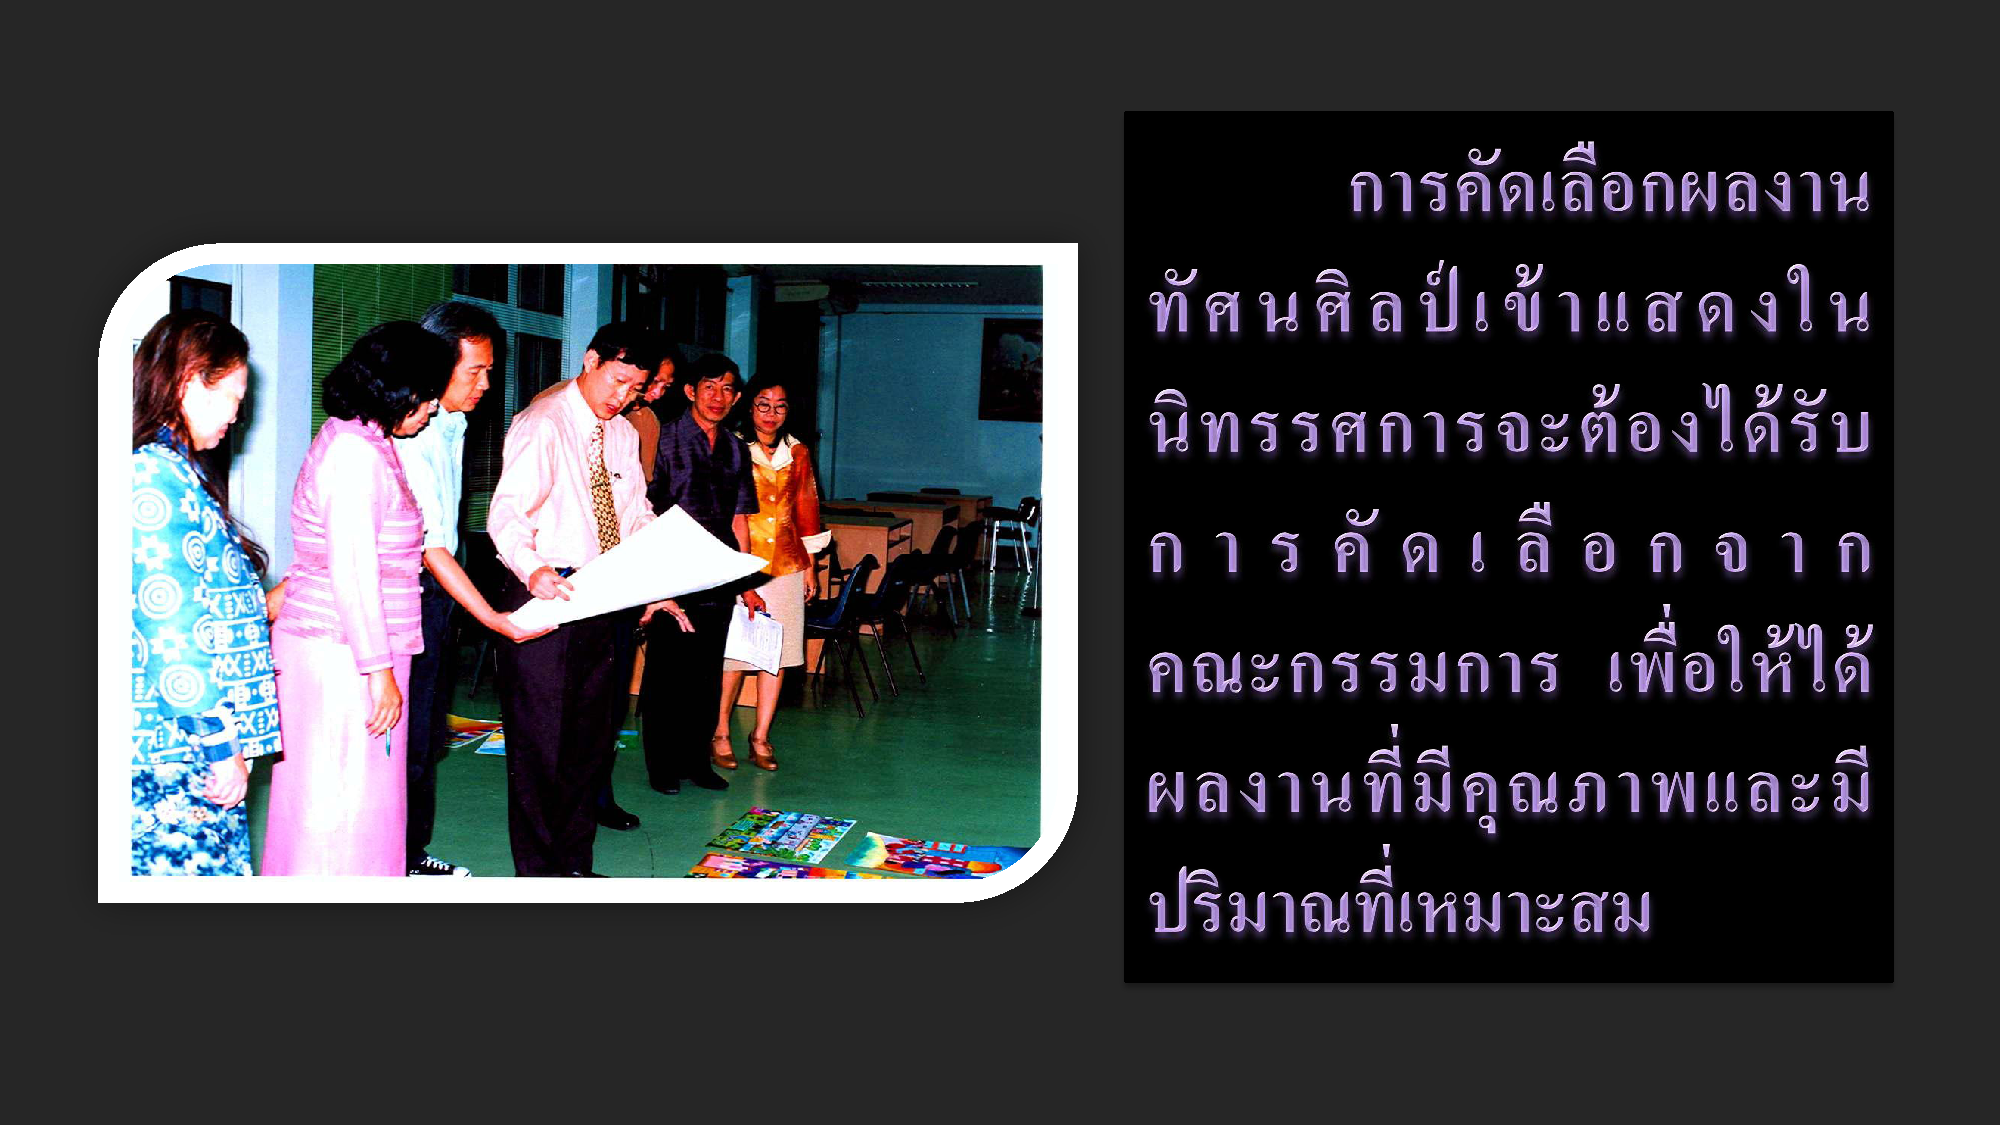 การคัดเลือกผลงาน
ทัศนศิลป์เข้าแสดงใน
นิทรรศการจะต้องได้รับ
การคัดเลือกจาก
คณะกรรมการ เพื่อให้ได้
ผลงานที่มีคุณภาพและมี
ปริมาณที่เหมาะสม